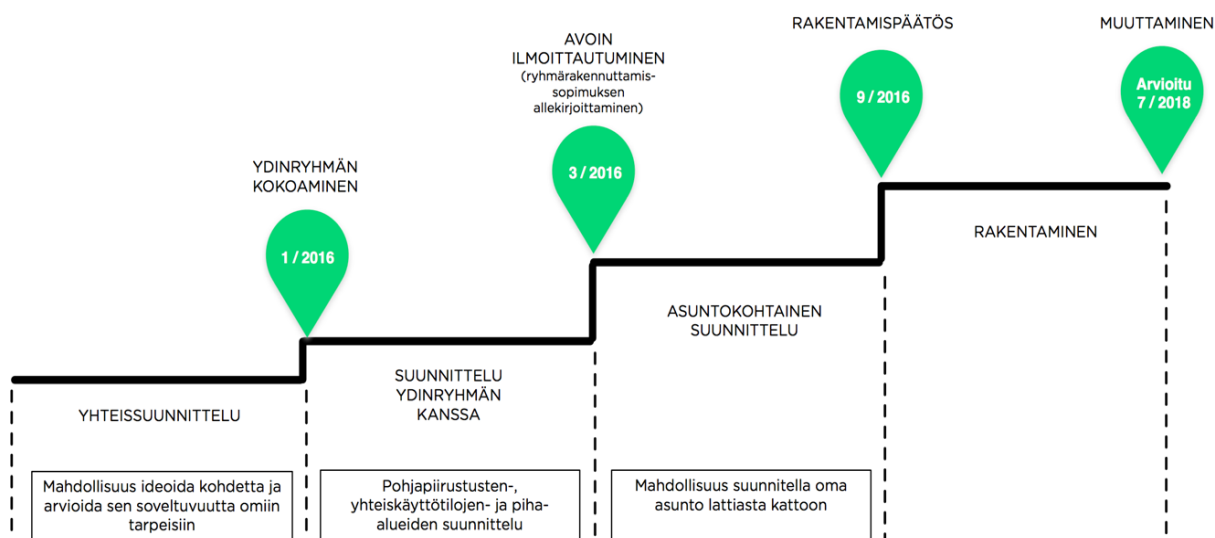 YDINRYHMÄN
KOKOAMINEN
1 / 2016
AVOIN
ILMOITTAUTUMINEN
(ryhmärakennuttamis-
sopimuksen
allekirjoittaminen)
3 / 2016
RAKENTAMISPÄÄTÖS
9 / 2016
MUUTTAMINEN
Arvioitu
7 / 2018
YHTEISSUUNNITTELU
SUUNNITTELU
YDINRYHMÄN
KANSSA
ASUNTOKOHTAINEN
SUUNNITTELU
RAKENTAMINEN
Mahdollisuus ideoida kohdetta ja
arvioida sen soveltuvuutta omiin
tarpeisiin
Pohjapiirustusten-,
yhteiskäyttötilojen- ja piha-
alueiden suunnittelu
Mahdollisuus suunnitella oma
asunto lattiasta kattoon